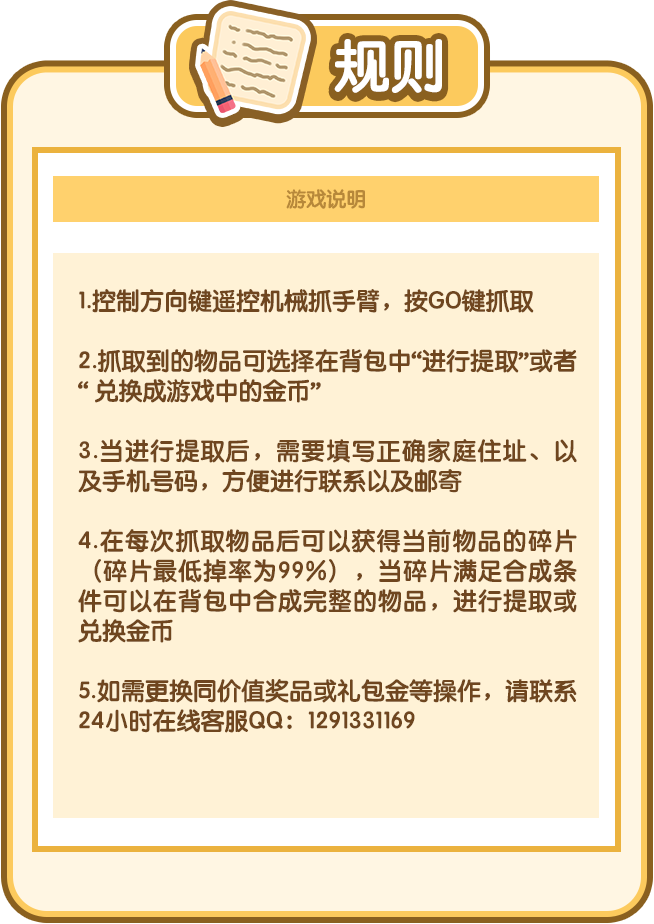 规则
游戏说明
1.控制方向键遥控机械抓手臂，按GO键抓取
2.抓取到的物品可选择在背包中“进行提取”或者
“ 兑换成游戏中的金币”
3.当进行提取后，需要填写正确家庭住址、以
及手机号码，方便进行联系以及邮寄
4.在每次抓取物品后可以获得当前物品的碎片
（碎片最低掉率为99%），当碎片满足合成条
件可以在背包中合成完整的物品，进行提取或
兑换金币
5.如需更换同价值奖品或礼包金等操作，请联系
24小时在线客服QQ：1291331169